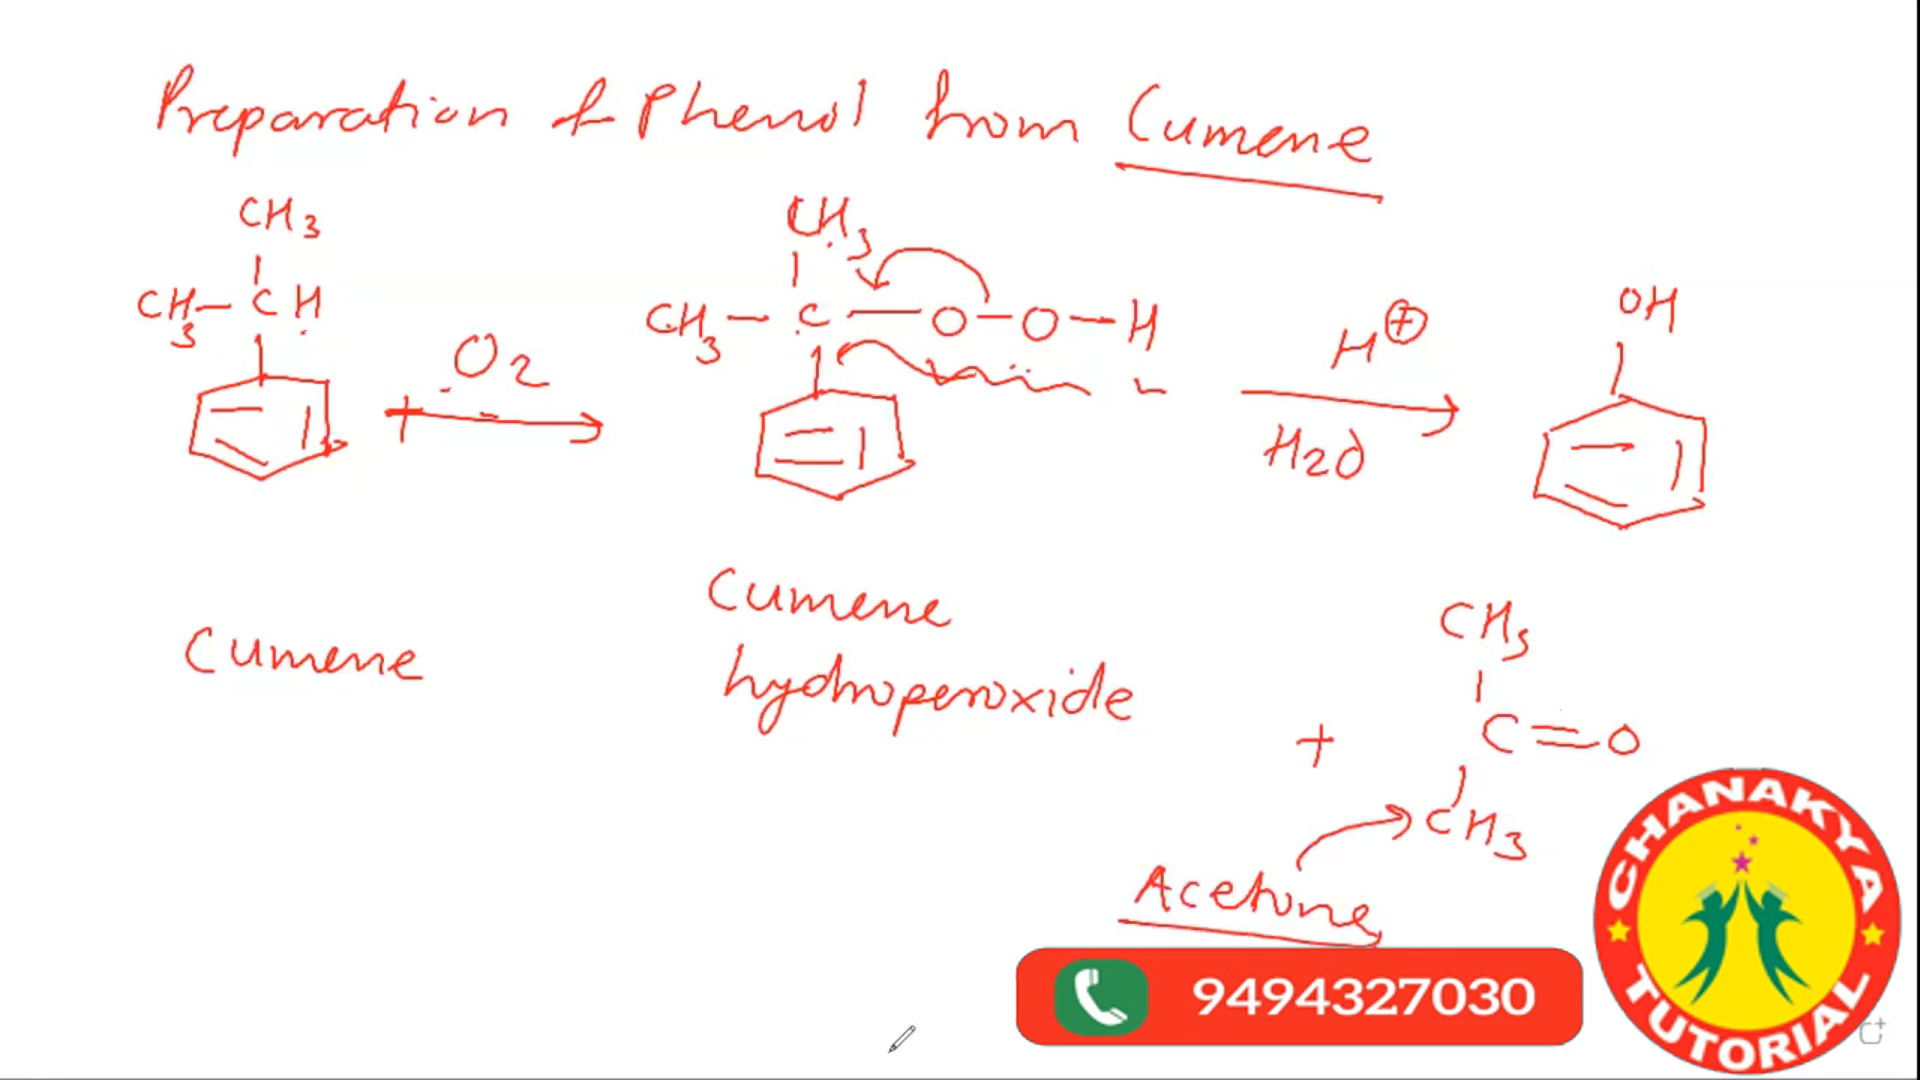 Preparation of Phenol from Cumene
CH3
CH3-CH
+ O2
CH3
CH3-C-O-O-H
H⊕
H2O
OH
Cumene
Cumene
hydroperoxide
+
CH3
C=O
CH3
Acetone
9494327030
CHANAKYA
TUTORIAL